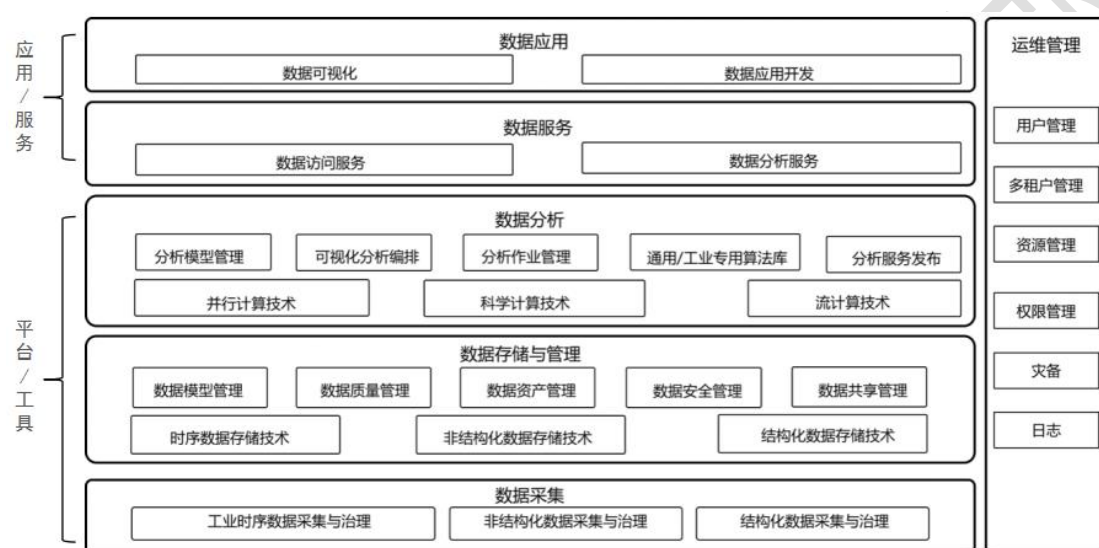 应用/服务
数据应用
数据可视化
数据应用开发
数据服务
数据访问服务
数据分析服务
平台/工具
数据分析
分析模型管理
可视化分析编排
分析作业管理
通用/工业专用算法库
分析服务发布
并行计算技术
科学计算技术
流计算技术
数据存储与管理
数据模型管理
数据质量管理
数据资产管理
数据安全管理
数据共享管理
时序数据存储技术
非结构化数据存储技术
结构化数据存储技术
数据采集
工业时序数据采集与治理
非结构化数据采集与治理
结构化数据采集与治理
运维管理
用户管理
多租户管理
资源管理
权限管理
灾备
日志